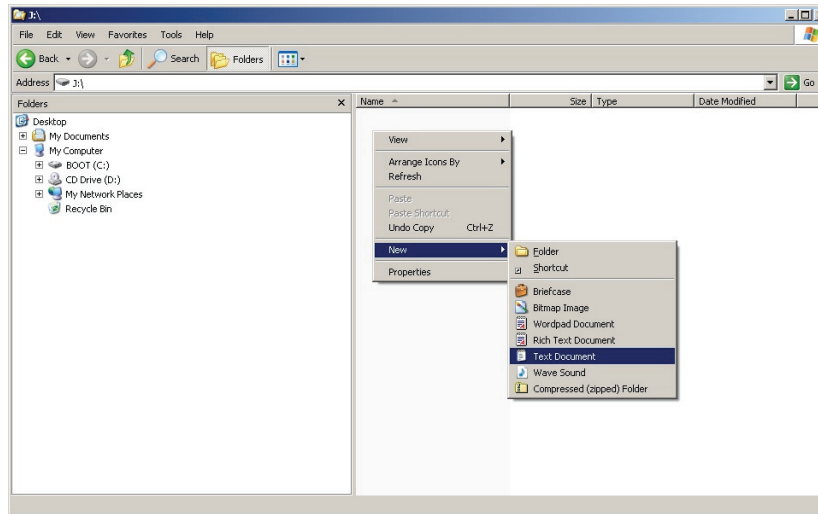 J:\
File Edit View Favorites Tools Help
Back Search Folders
Address J:\ Go
Folders
Name Size Type Date Modified
Desktop
My Documents
My Computer
BOOT (C:)
CD Drive (D:)
My Network Places
Recycle Bin
View
Arrange Icons By
Refresh
Paste
Paste Shortcut
Undo Copy Ctrl+Z
New
Properties
Folder
Shortcut
Briefcase
Bitmap Image
Wordpad Document
Rich Text Document
Text Document
Wave Sound
Compressed (zipped) Folder